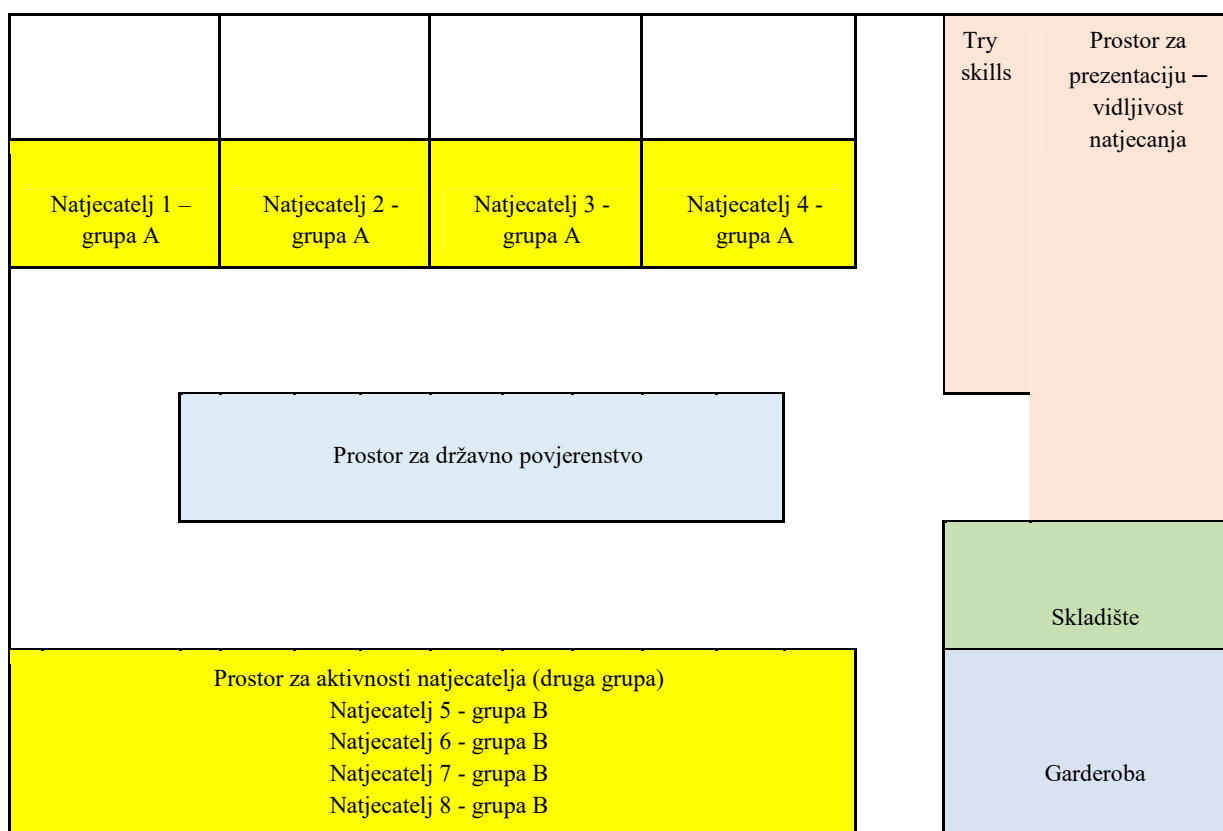 Try
skills
Prostor za
prezentaciju –
vidljivost
natjecanja
Natjecatelj 1 –
grupa A
Natjecatelj 2 -
grupa A
Natjecatelj 3 -
grupa A
Natjecatelj 4 -
grupa A
Prostor za državno povjerenstvo
Skladište
Prostor za aktivnosti natjecatelja (druga grupa)
Natjecatelj 5 - grupa B
Natjecatelj 6 - grupa B
Natjecatelj 7 - grupa B
Natjecatelj 8 - grupa B
Garderoba